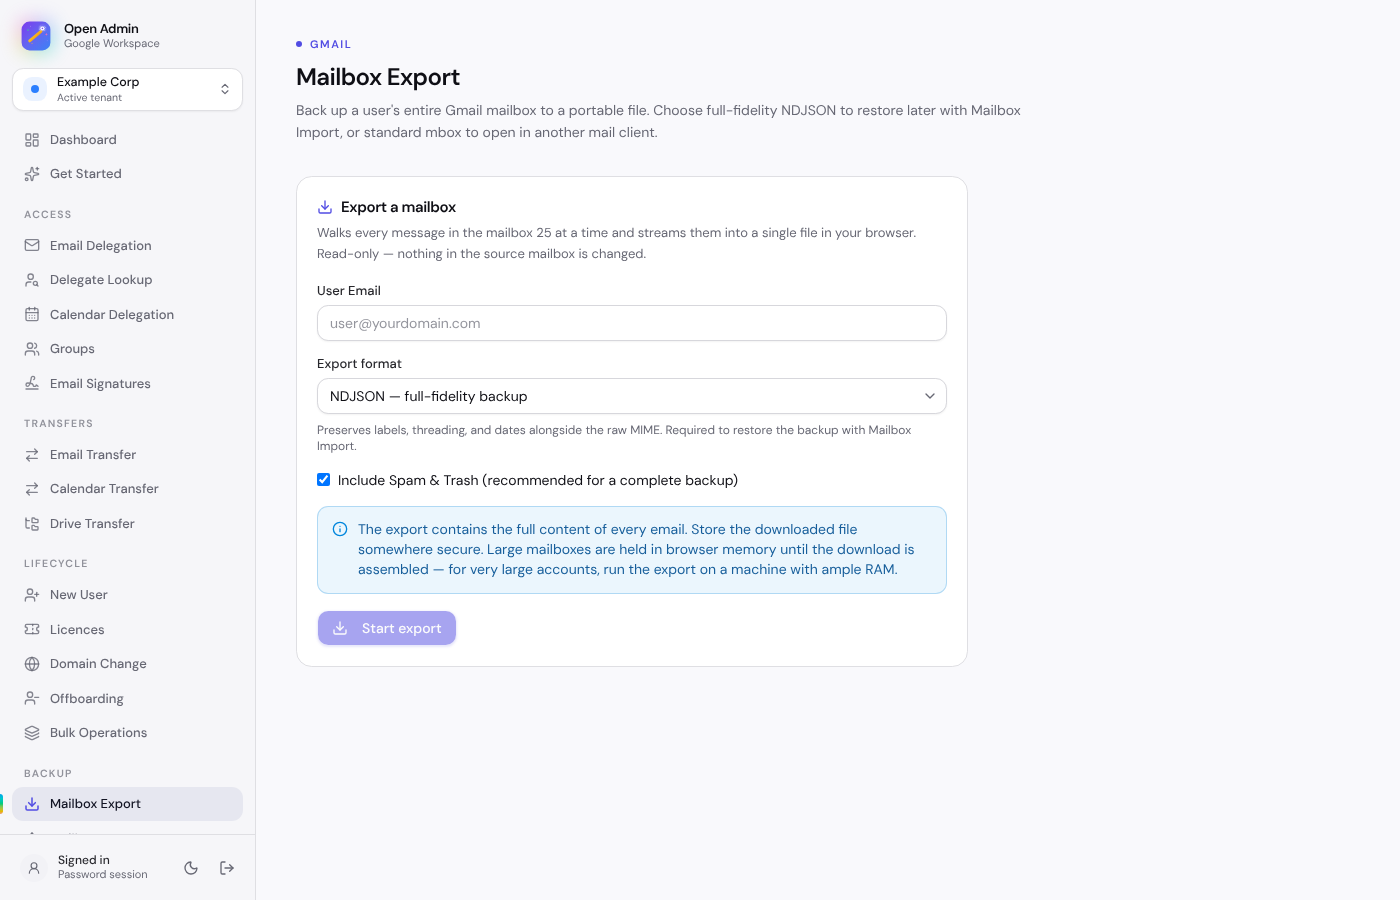 Open Admin
Google Workspace
Example Corp
Active tenant
Dashboard
Get Started
ACCESS
Email Delegation
Delegate Lookup
Calendar Delegation
Groups
Email Signatures
TRANSFERS
Email Transfer
Calendar Transfer
Drive Transfer
LIFECYCLE
New User
Licences
Domain Change
Offboarding
Bulk Operations
BACKUP
Mailbox Export
Signed in
Password session
GMAIL
Mailbox Export
Back up a user's entire Gmail mailbox to a portable file. Choose full-fidelity NDJSON to restore later with Mailbox
Import, or standard mbox to open in another mail client.
Export a mailbox
Walks every message in the mailbox 25 at a time and streams them into a single file in your browser.
Read-only — nothing in the source mailbox is changed.
User Email
user@yourdomain.com
Export format
NDJSON — full-fidelity backup
Preserves labels, threading, and dates alongside the raw MIME. Required to restore the backup with Mailbox
Import.
Include Spam & Trash (recommended for a complete backup)
The export contains the full content of every email. Store the downloaded file
somewhere secure. Large mailboxes are held in browser memory until the download is
assembled — for very large accounts, run the export on a machine with ample RAM.
Start export